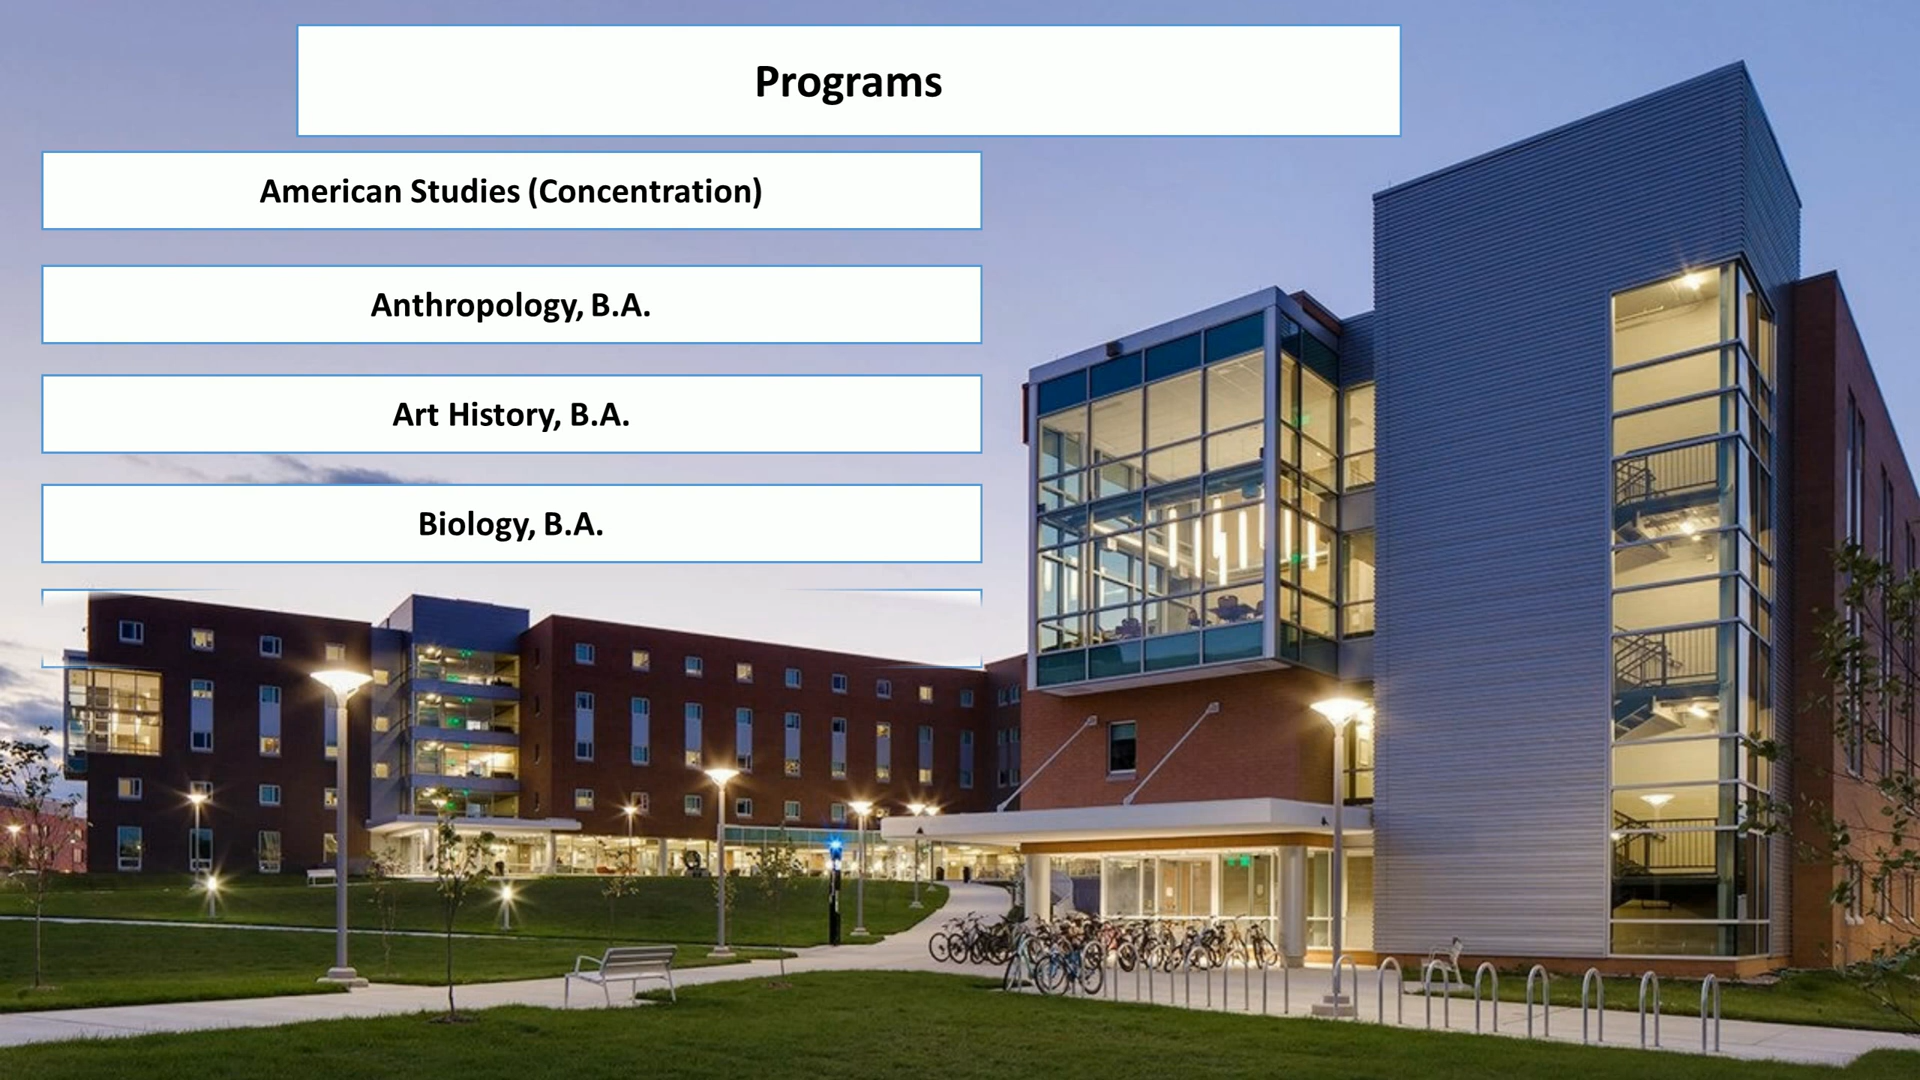 Programs
American Studies (Concentration)
Anthropology, B.A.
Art History, B.A.
Biology, B.A.